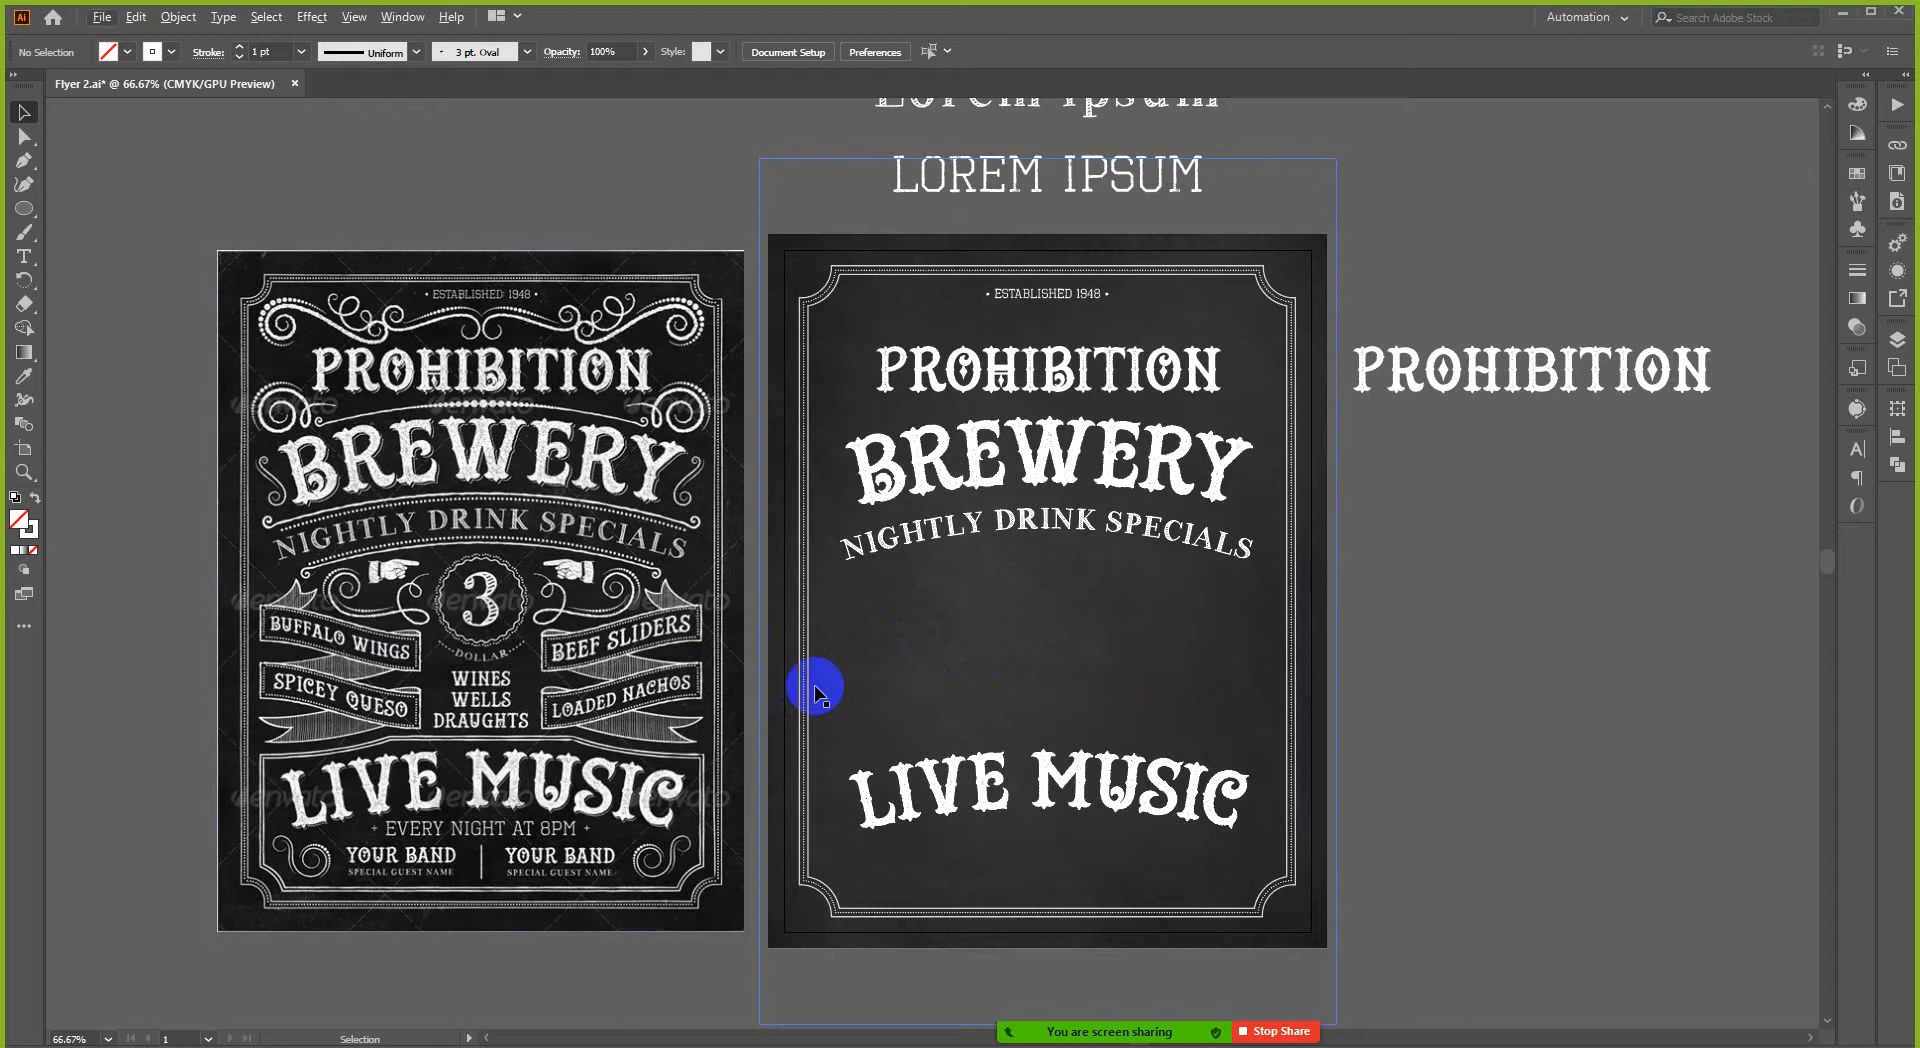 Ai File Edit Object Type Select Effect View Window Help Automation Search Adobe Stock
No Selection Stroke: 1 pt Uniform 3 pt. Oval Opacity: 100% Style: Document Setup Preferences
Flyer 2.ai* @ 66.67% (CMYK/GPU Preview)
Lorem Ipsum
LOREM IPSUM
• ESTABLISHED 1948 •
PROHIBITION
BREWERY
NIGHTLY DRINK SPECIALS
3
DOLLAR
BUFFALO WINGS
BEEF SLIDERS
SPICEY QUESO
LOADED NACHOS
WINES
WELLS
DRAUGHTS
LIVE MUSIC
+ EVERY NIGHT AT 8PM +
YOUR BAND YOUR BAND
SPECIAL GUEST NAME SPECIAL GUEST NAME
• ESTABLISHED 1948 •
PROHIBITION
BREWERY
NIGHTLY DRINK SPECIALS
LIVE MUSIC
PROHIBITION
You are screen sharing Stop Share
66.67% 1 Selection